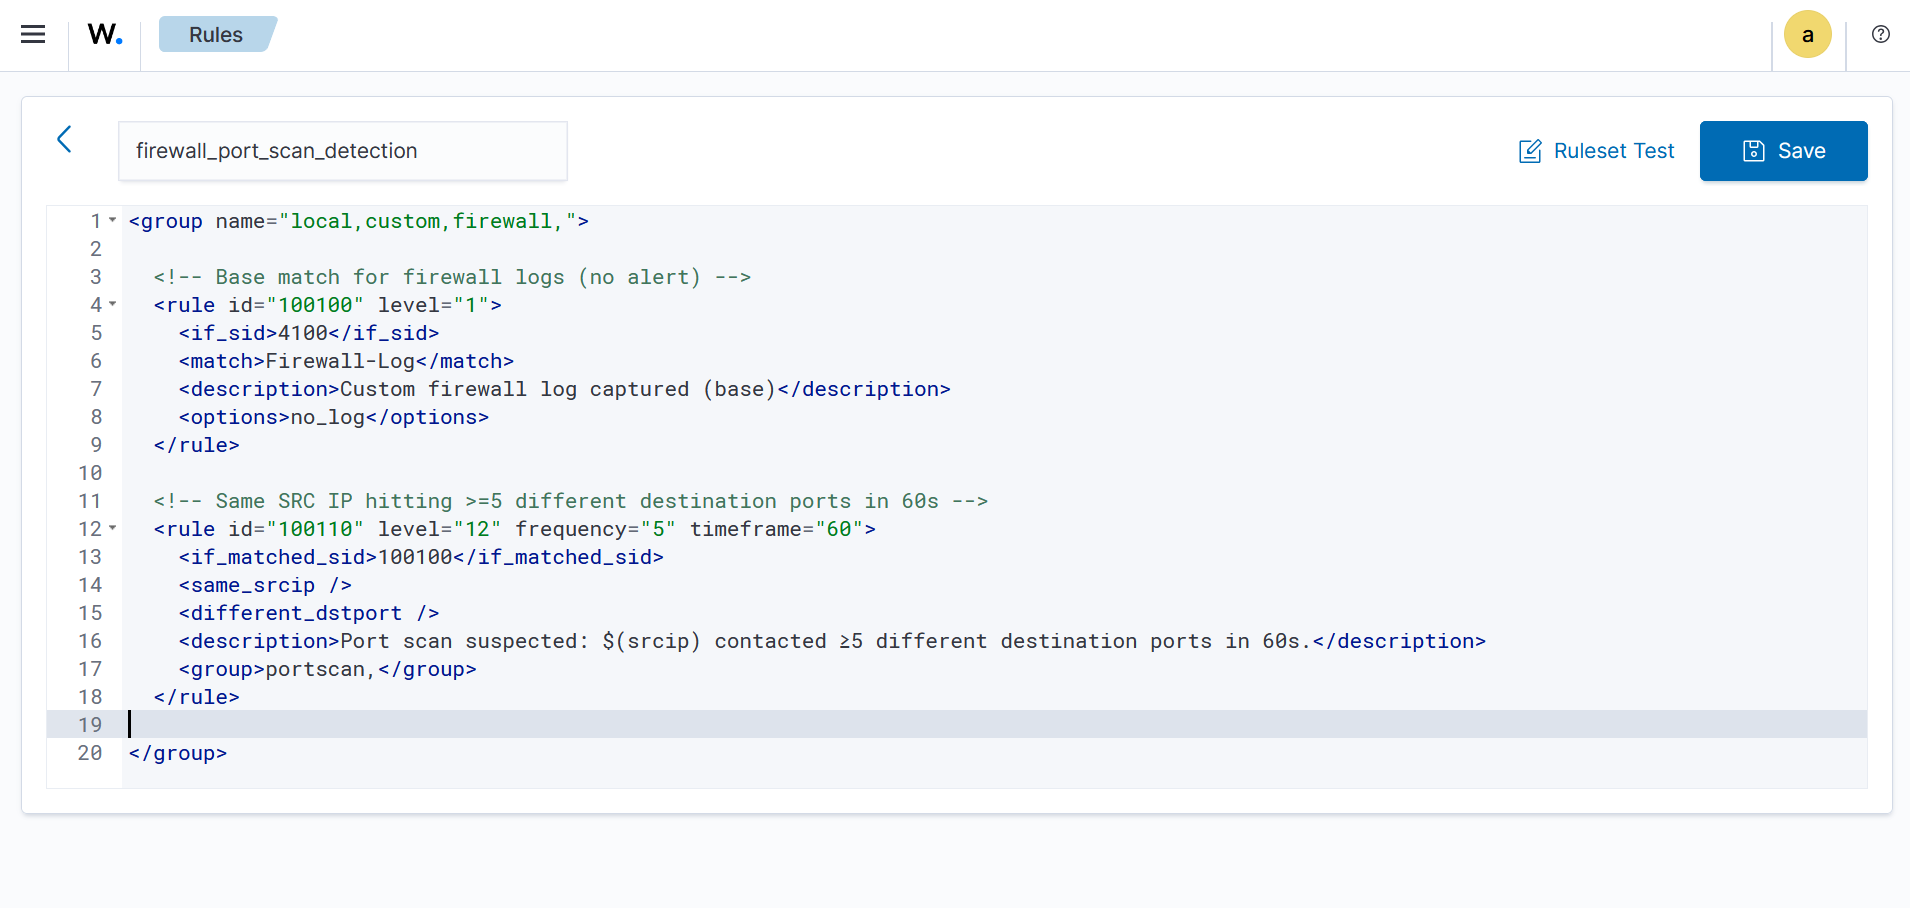 W.
Rules
a
?
firewall_port_scan_detection
Ruleset Test
Save
1 <group name="local,custom,firewall,">
2
3   <!-- Base match for firewall logs (no alert) -->
4   <rule id="100100" level="1">
5     <if_sid>4100</if_sid>
6     <match>Firewall-Log</match>
7     <description>Custom firewall log captured (base)</description>
8     <options>no_log</options>
9   </rule>
10
11   <!-- Same SRC IP hitting >=5 different destination ports in 60s -->
12   <rule id="100110" level="12" frequency="5" timeframe="60">
13     <if_matched_sid>100100</if_matched_sid>
14     <same_srcip />
15     <different_dstport />
16     <description>Port scan suspected: $(srcip) contacted ≥5 different destination ports in 60s.</description>
17     <group>portscan,</group>
18   </rule>
19
20 </group>